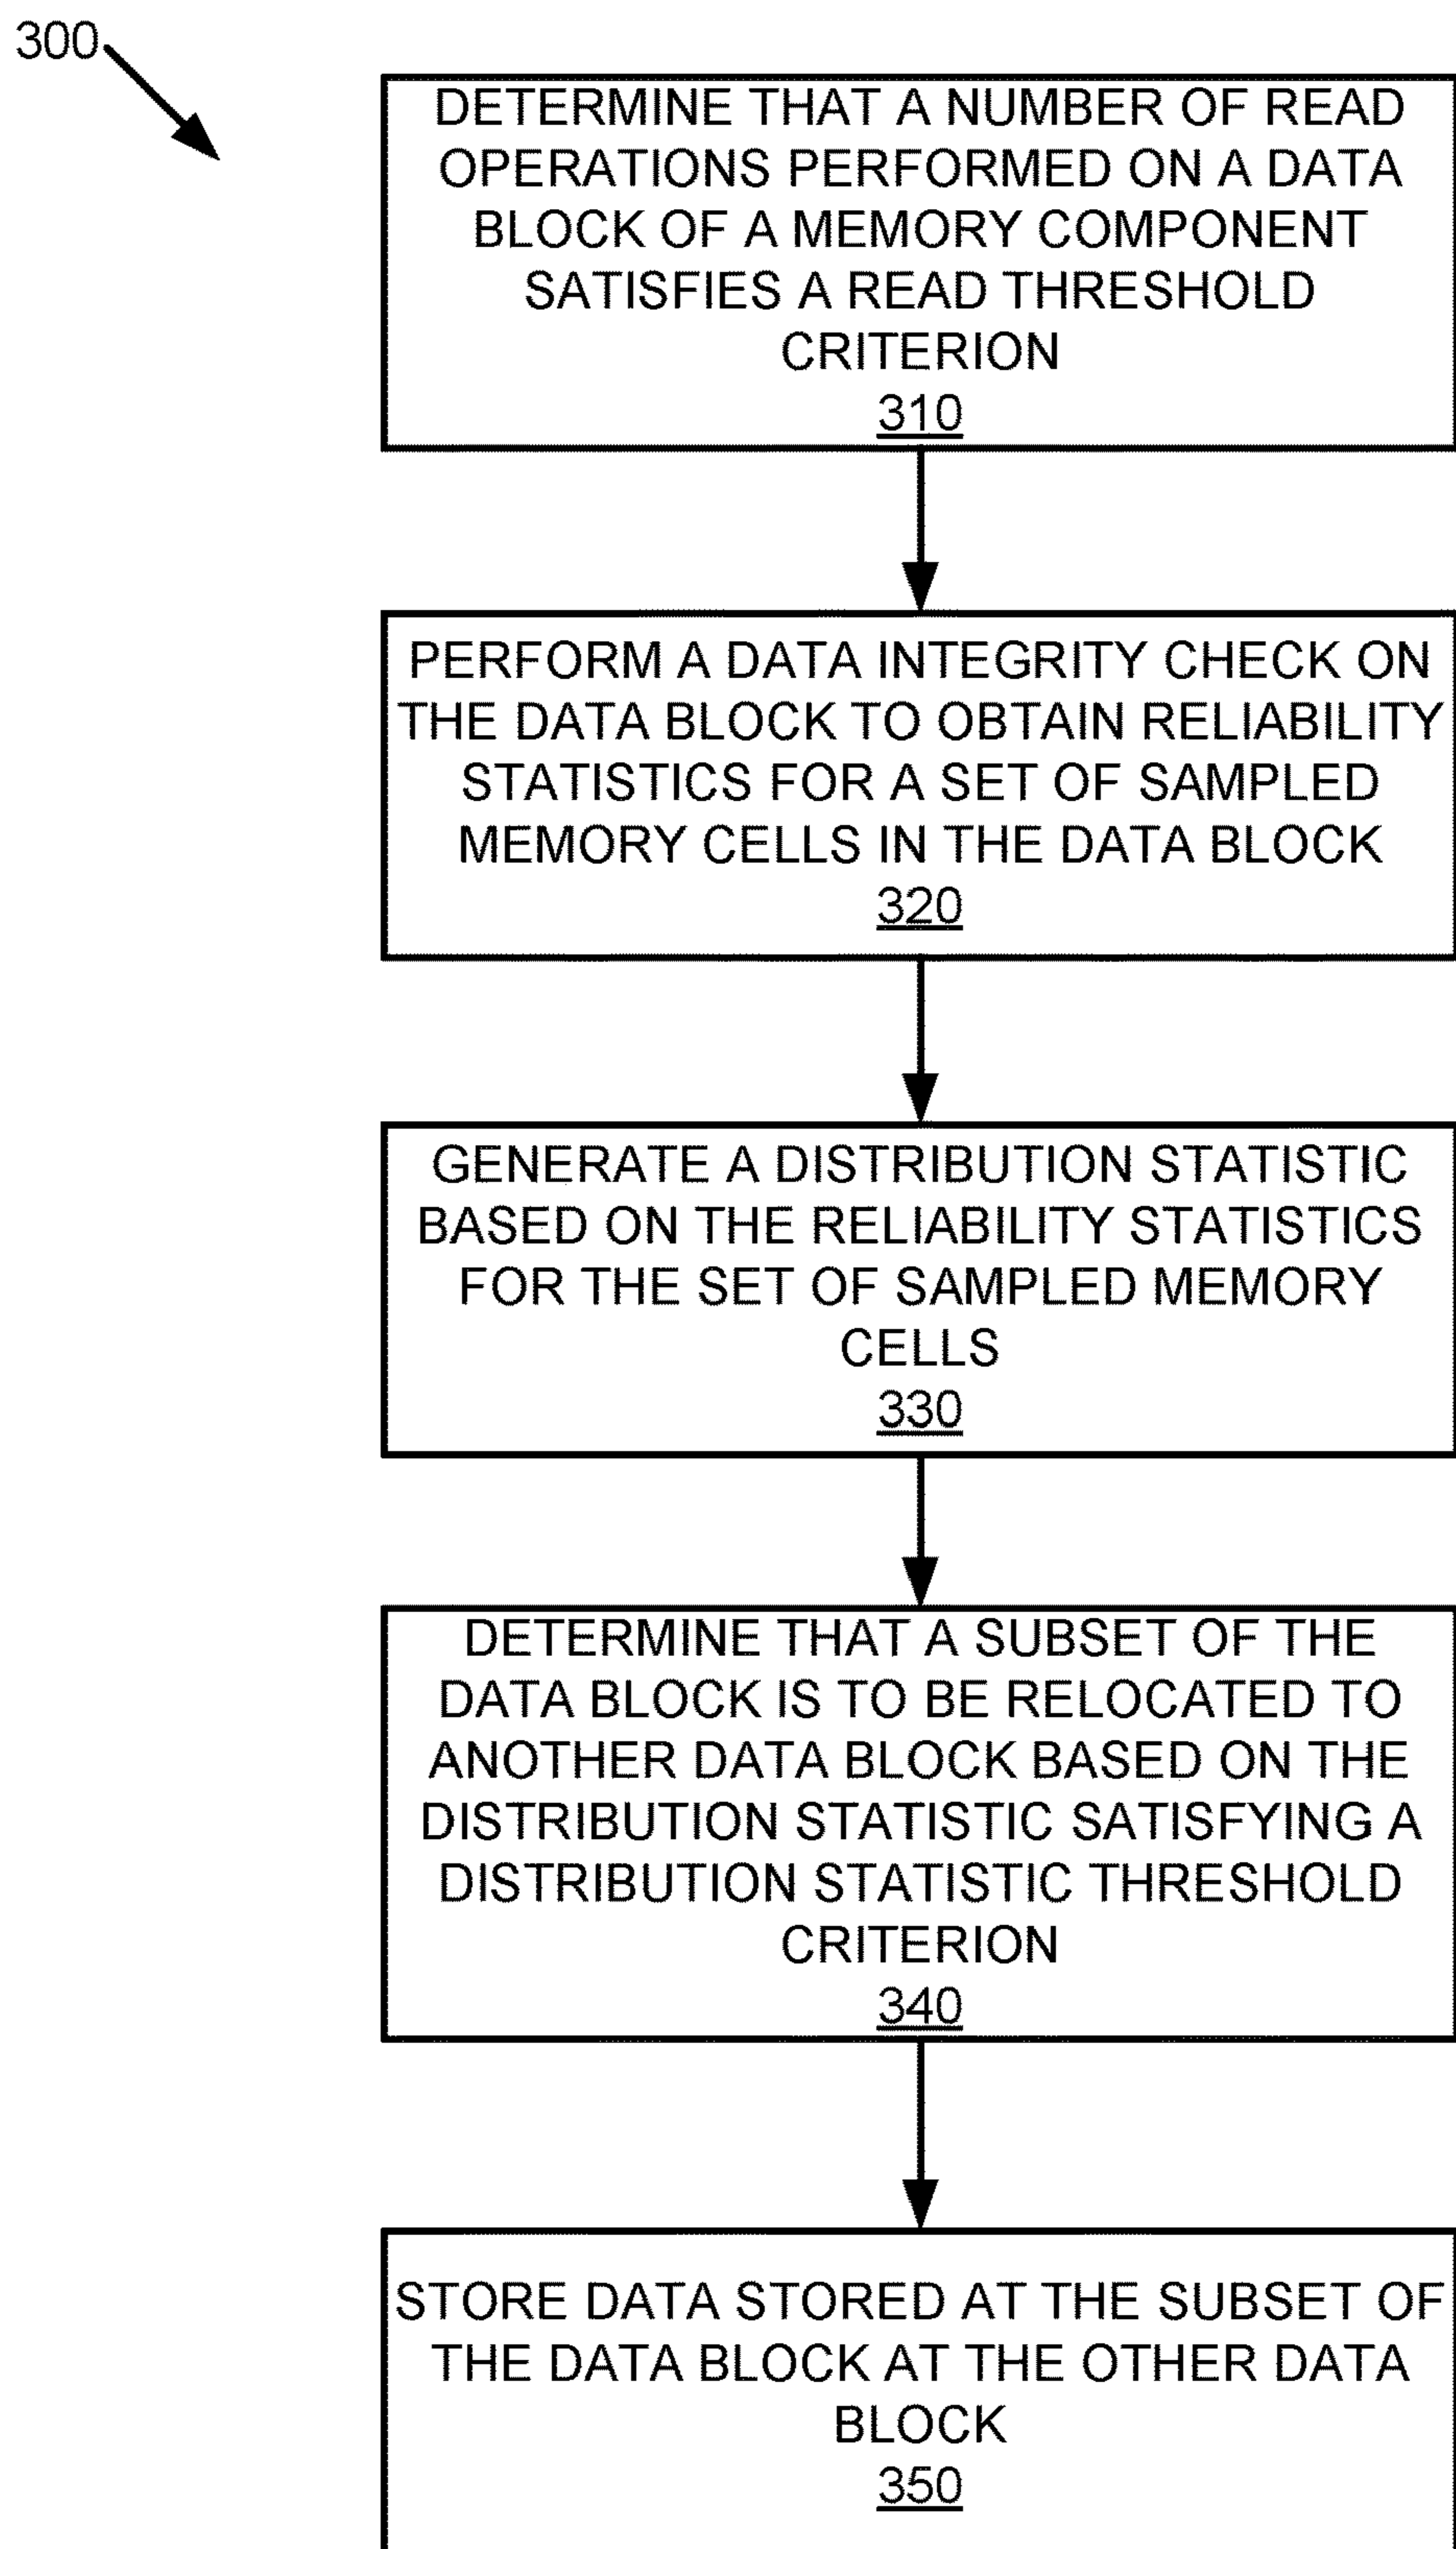 300
DETERMINE THAT A NUMBER OF READ
OPERATIONS PERFORMED ON A DATA
BLOCK OF A MEMORY COMPONENT
SATISFIES A READ THRESHOLD
CRITERION
310
PERFORM A DATA INTEGRITY CHECK ON
THE DATA BLOCK TO OBTAIN RELIABILITY
STATISTICS FOR A SET OF SAMPLED
MEMORY CELLS IN THE DATA BLOCK
320
GENERATE A DISTRIBUTION STATISTIC
BASED ON THE RELIABILITY STATISTICS
FOR THE SET OF SAMPLED MEMORY
CELLS
330
DETERMINE THAT A SUBSET OF THE
DATA BLOCK IS TO BE RELOCATED TO
ANOTHER DATA BLOCK BASED ON THE
DISTRIBUTION STATISTIC SATISFYING A
DISTRIBUTION STATISTIC THRESHOLD
CRITERION
340
STORE DATA STORED AT THE SUBSET OF
THE DATA BLOCK AT THE OTHER DATA
BLOCK
350